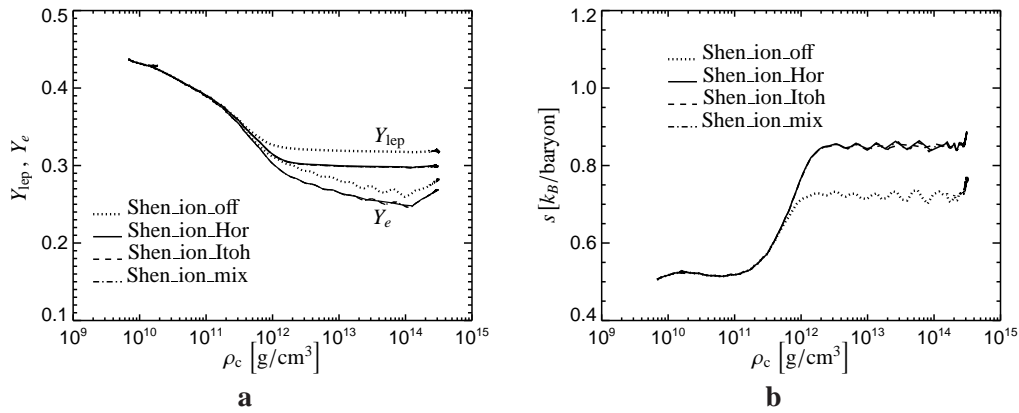 0.5
0.4
0.3
0.2
0.1
Y_lep , Y_e
Y_lep
Y_e
Shen_ion_off
Shen_ion_Hor
Shen_ion_Itoh
Shen_ion_mix
10^9 10^10 10^11 10^12 10^13 10^14 10^15
ρ_c [g/cm^3]
a
1.2
1.0
0.8
0.6
0.4
s [k_B/baryon]
Shen_ion_off
Shen_ion_Hor
Shen_ion_Itoh
Shen_ion_mix
10^9 10^10 10^11 10^12 10^13 10^14 10^15
ρ_c [g/cm^3]
b